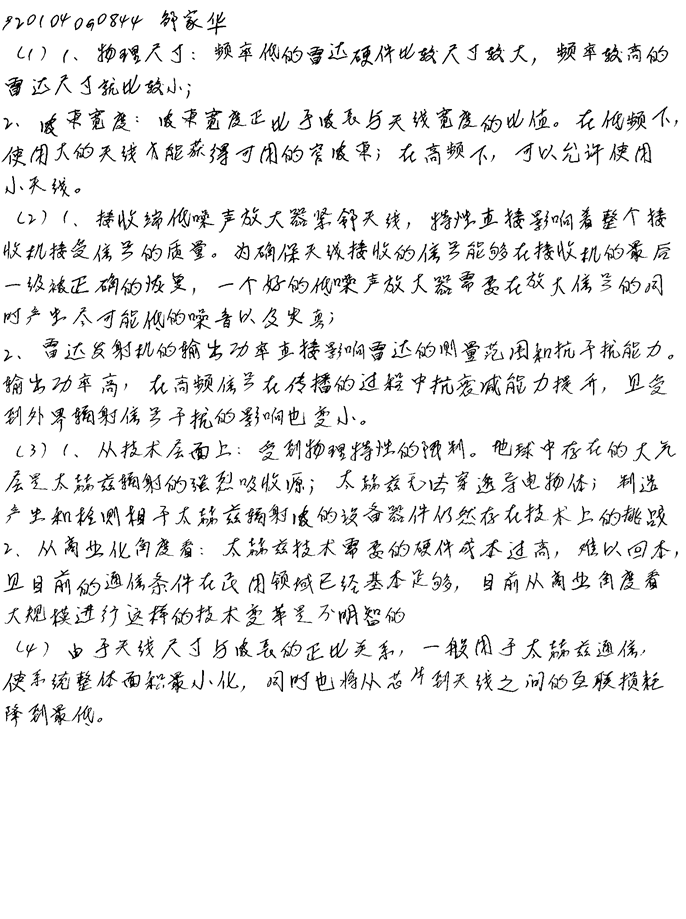 920104090844 邹家华
(1) 1、物理尺寸：频率低的雷达硬件比较尺寸较大，频率较高的
雷达尺寸就比较小；
2、波束宽度：波束宽度正比于波长与天线宽度的比值。在低频下，
使用大的天线才能获得可用的窄波束；在高频下，可以允许使用
小天线。
(2) 1、接收端低噪声放大器紧邻天线，特性直接影响着整个接
收机接受信号的质量。为确保天线接收的信号能够在接收机的最后
一级被正确的恢复，一个好的低噪声放大器需要在放大信号的同
时产生尽可能低的噪音以及失真；
2、雷达发射机的输出功率直接影响雷达的测量范围和抗干扰能力。
输出功率高，在高频信号在传播的过程中抗衰减能力提升，且受
到外界辐射信号干扰的影响也变小。
(3) 1、从技术层面上：受到物理特性的限制。地球中存在的大气
层是太赫兹辐射的强烈吸收源；太赫兹无法穿透导电物体；制造
产生和检测相干太赫兹辐射波的设备器件仍然存在技术上的挑战
2、从商业化角度看：太赫兹技术需要的硬件成本过高，难以回本，
且目前的通信条件在民用领域已经基本足够，目前从商业角度看
大规模进行这样的技术变革是不明智的
(4) 由于天线尺寸与波长的正比关系，一般用于太赫兹通信，
使系统整体面积最小化，同时也将从芯片到天线之间的互联损耗
降到最低。